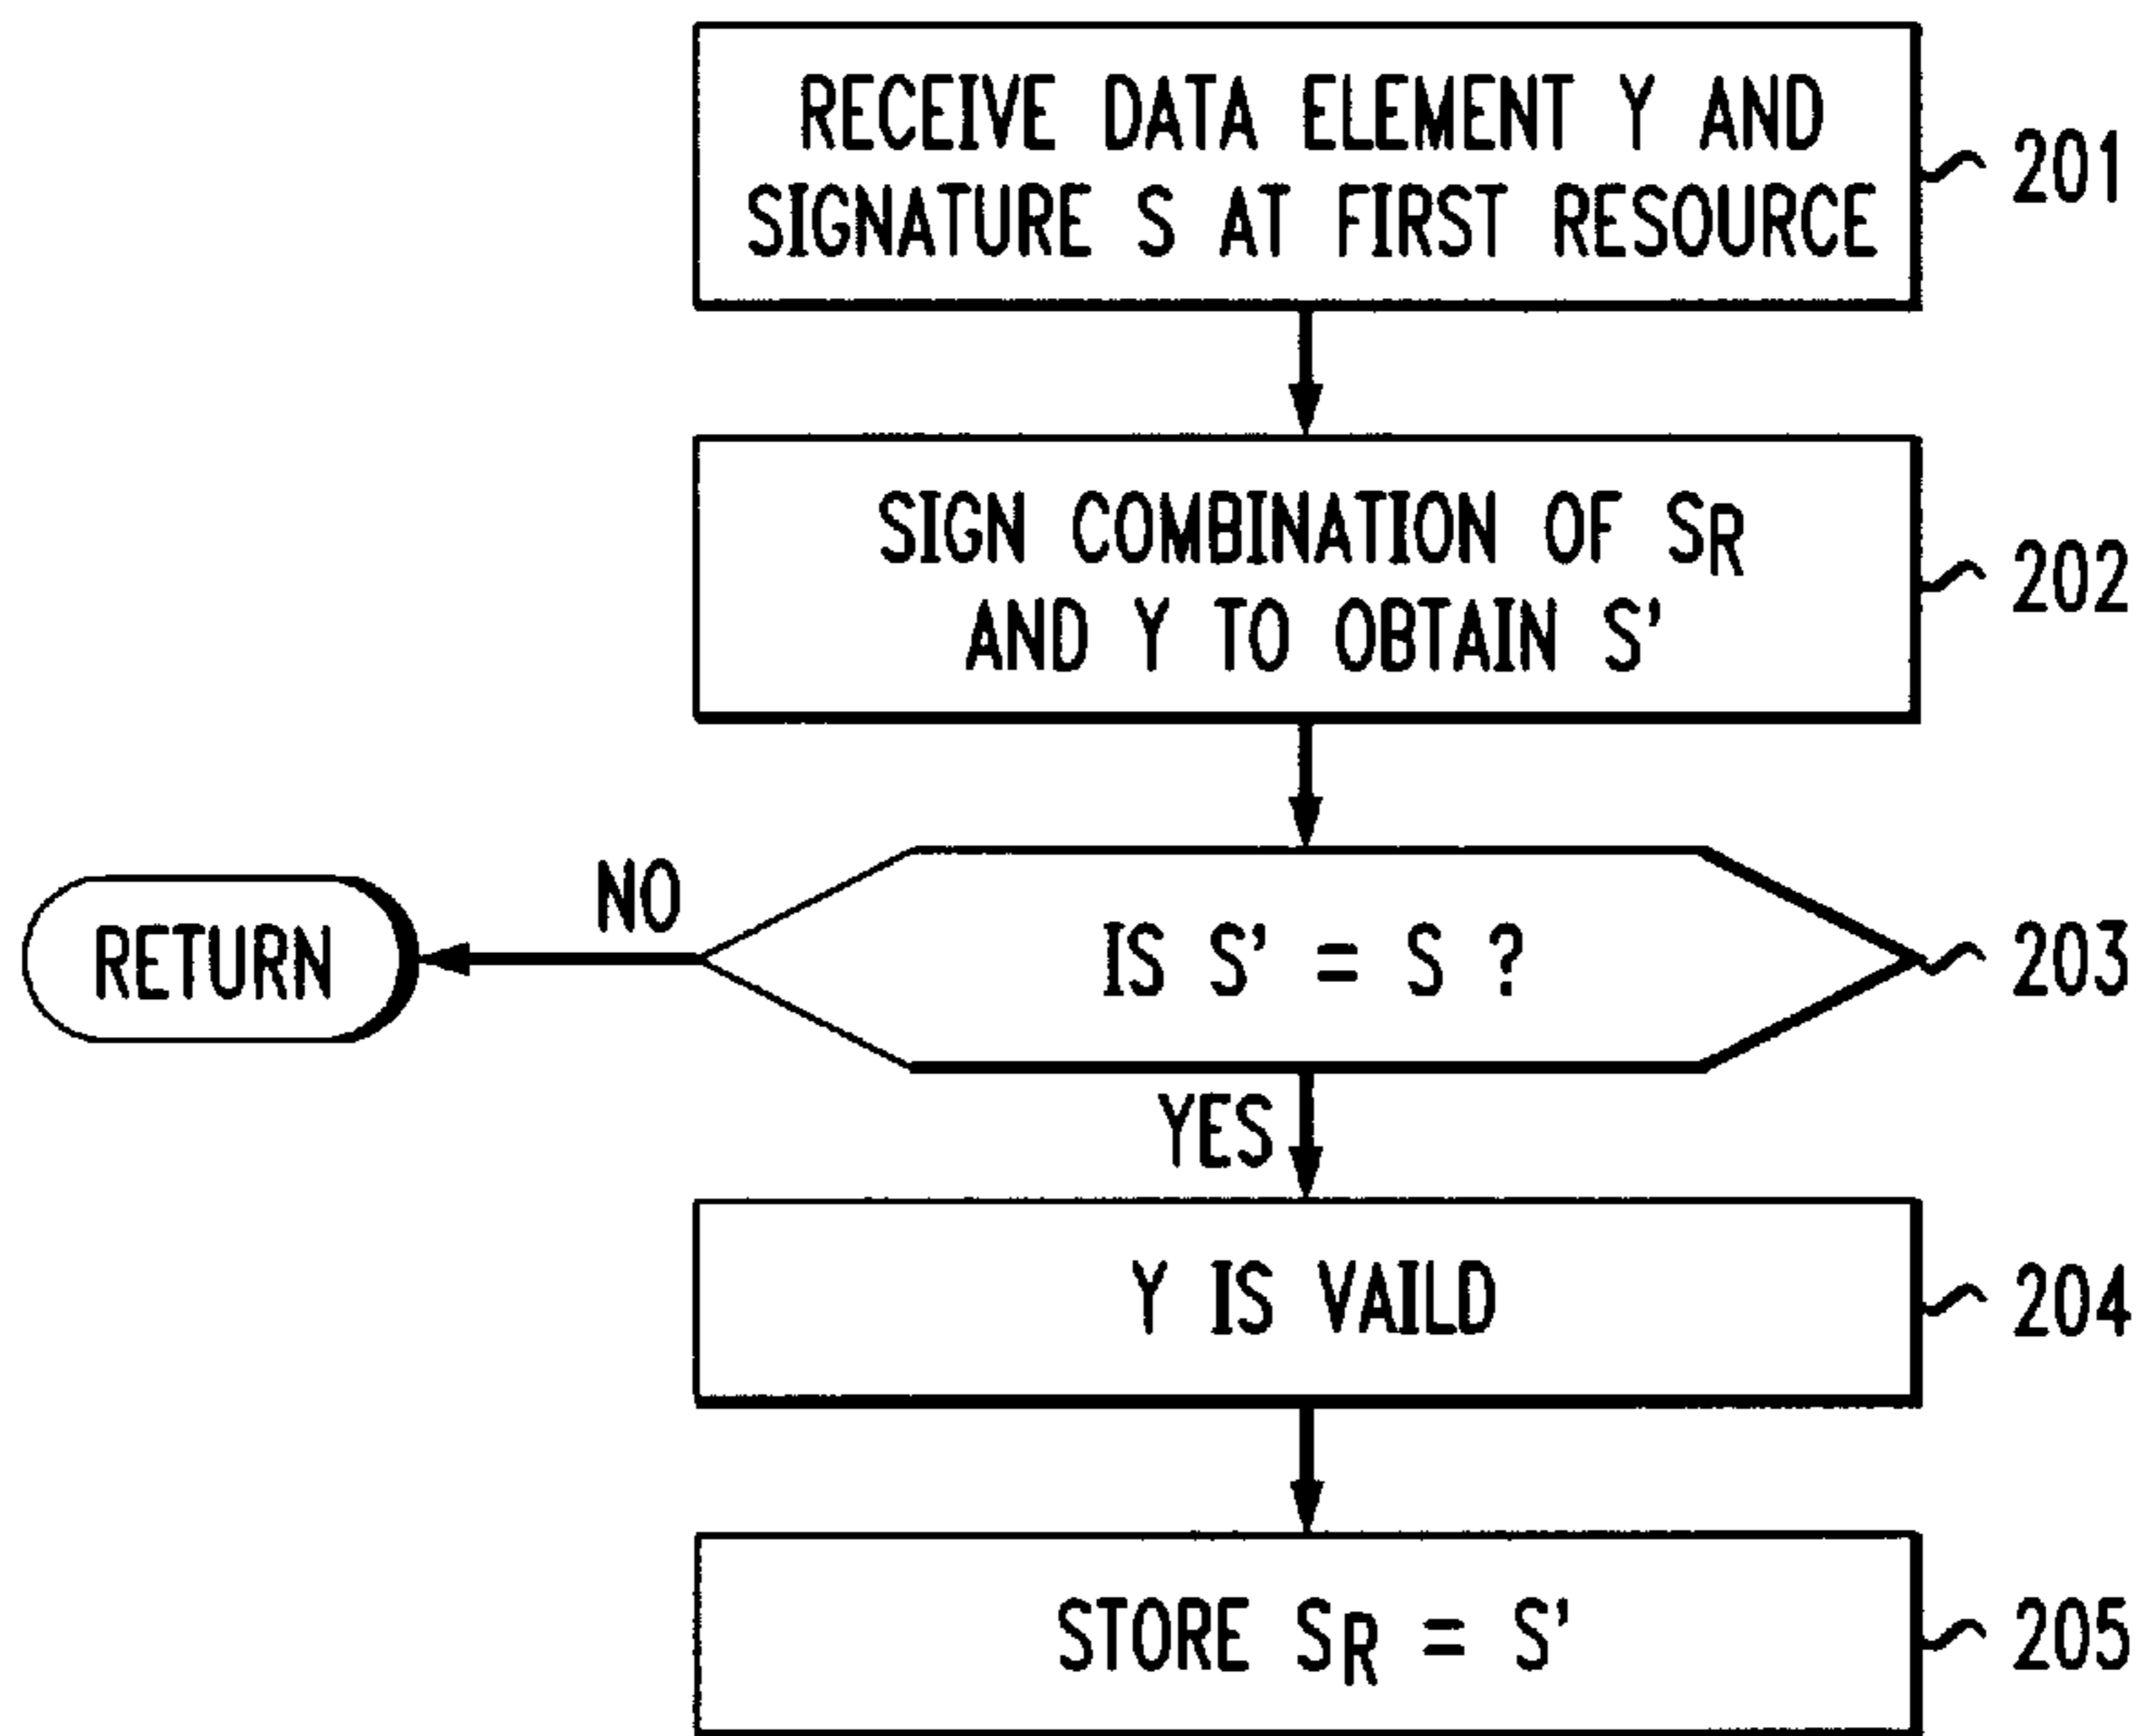 RECEIVE DATA ELEMENT Y AND
SIGNATURE S AT FIRST RESOURCE
201
SIGN COMBINATION OF SR
AND Y TO OBTAIN S'
202
NO
RETURN
IS S' = S ?
203
YES
Y IS VAILD
204
STORE SR = S'
205